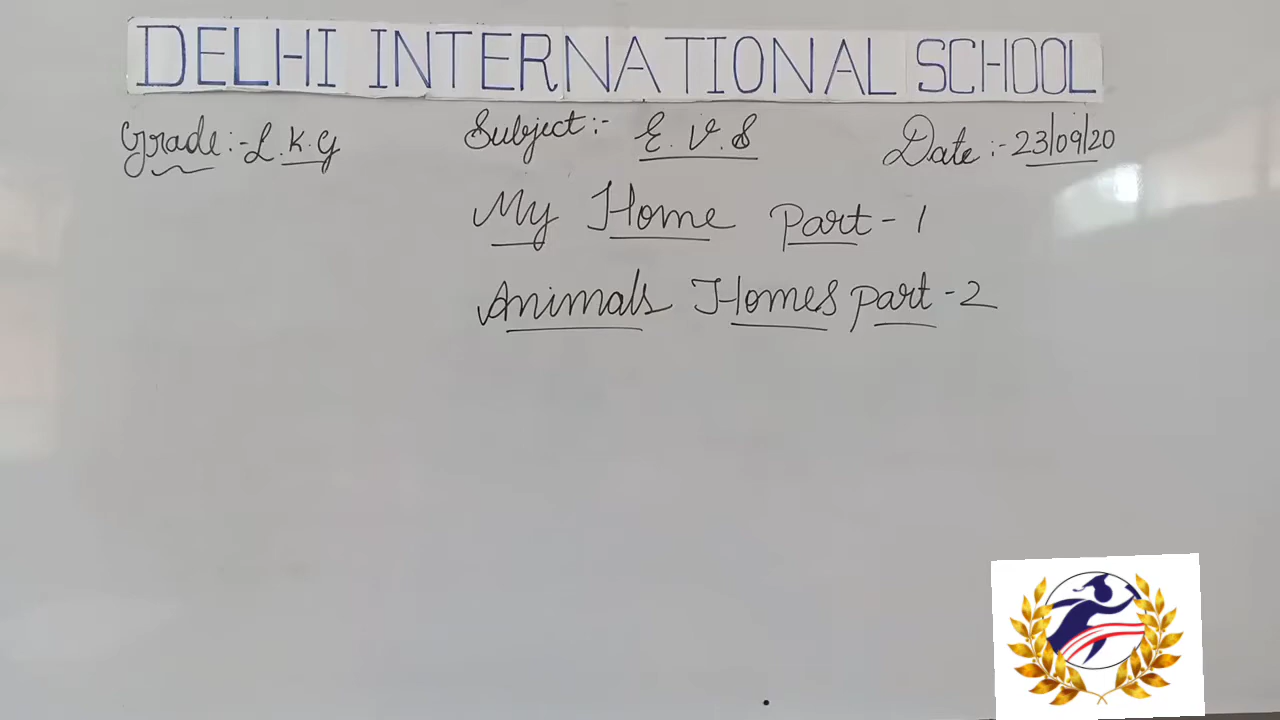 DELHI INTERNATIONAL SCHOOL
Grade:- L.K.G Subject:- E.V.S Date:- 23/09/20
My Home Part-1
Animals Homes Part-2